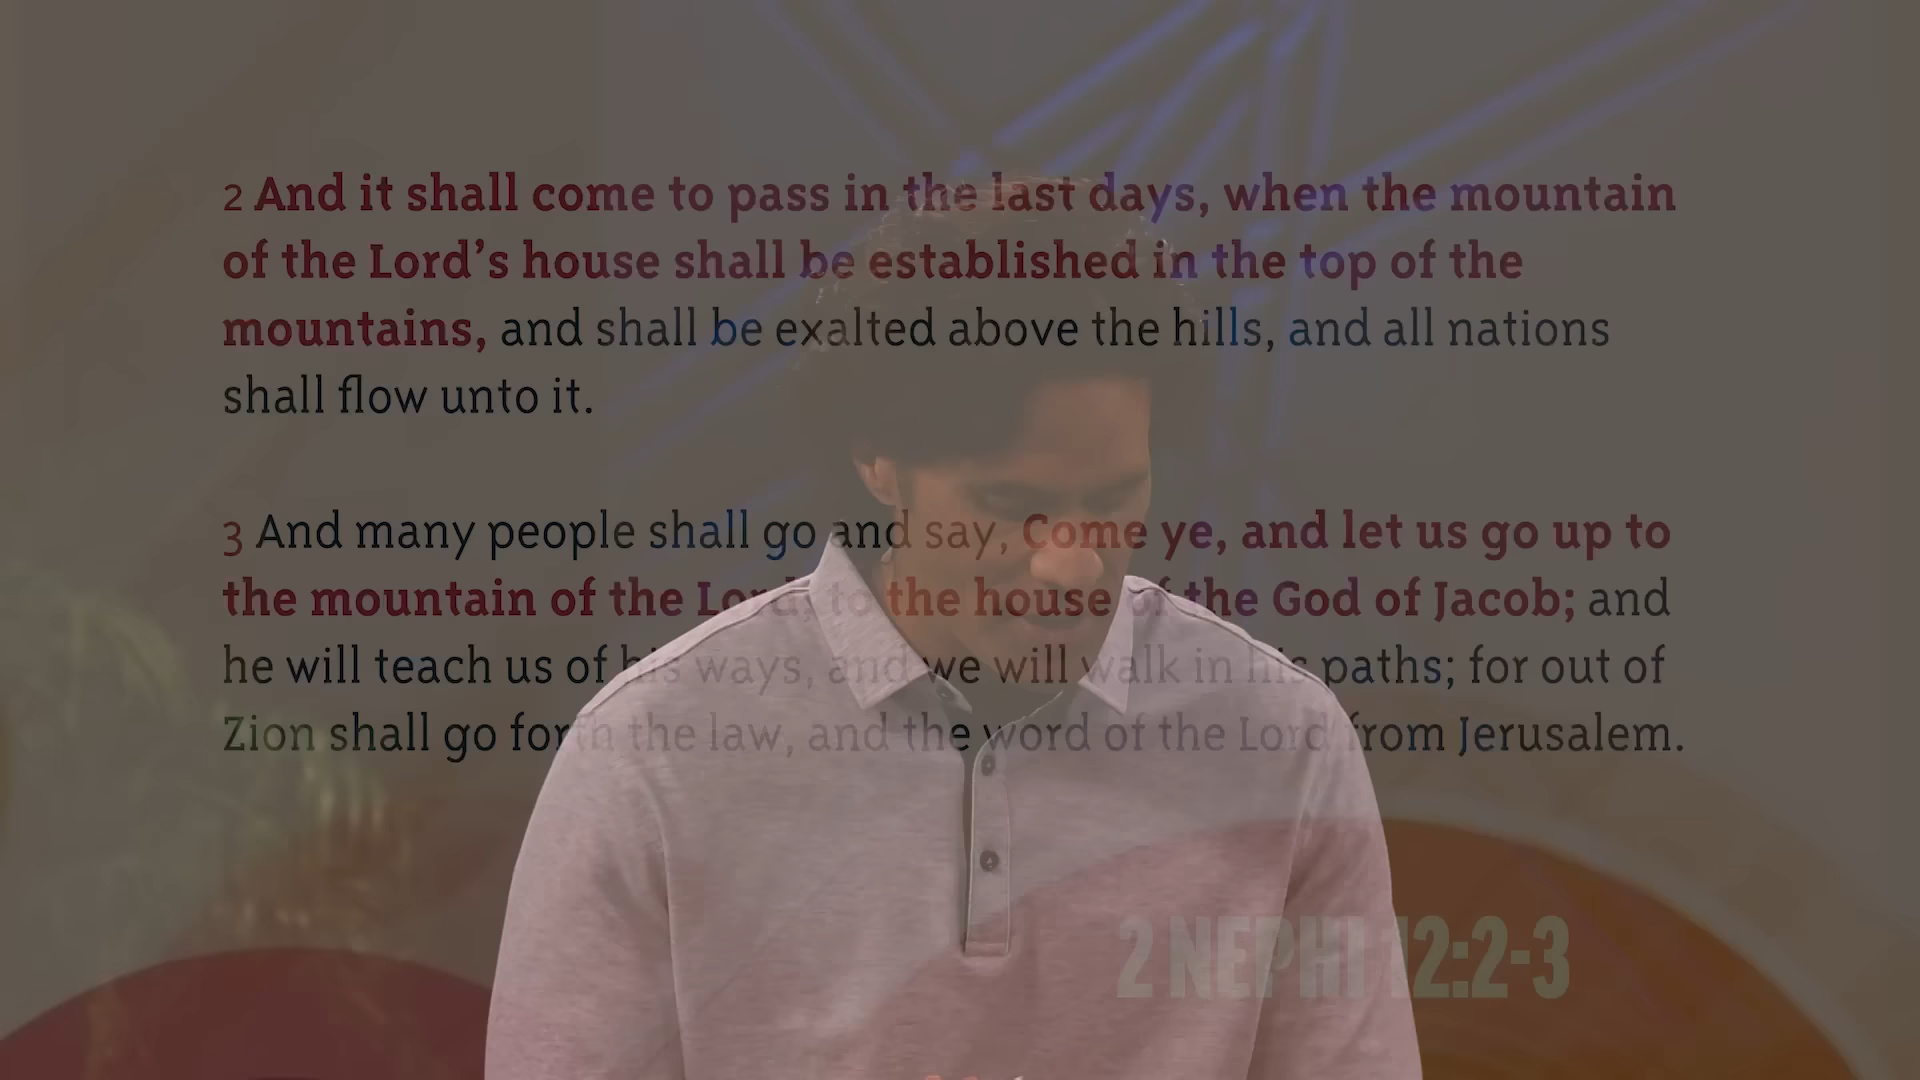 2 And it shall come to pass in the last days, when the mountain
of the Lord’s house shall be established in the top of the
mountains, and shall be exalted above the hills, and all nations
shall flow unto it.
3 And many people shall go and say, Come ye, and let us go up to
the mountain of the Lord, to the house of the God of Jacob; and
he will teach us of his ways, and we will walk in his paths; for out of
Zion shall go forth the law, and the word of the Lord from Jerusalem.
2 NEPHI 12:2-3